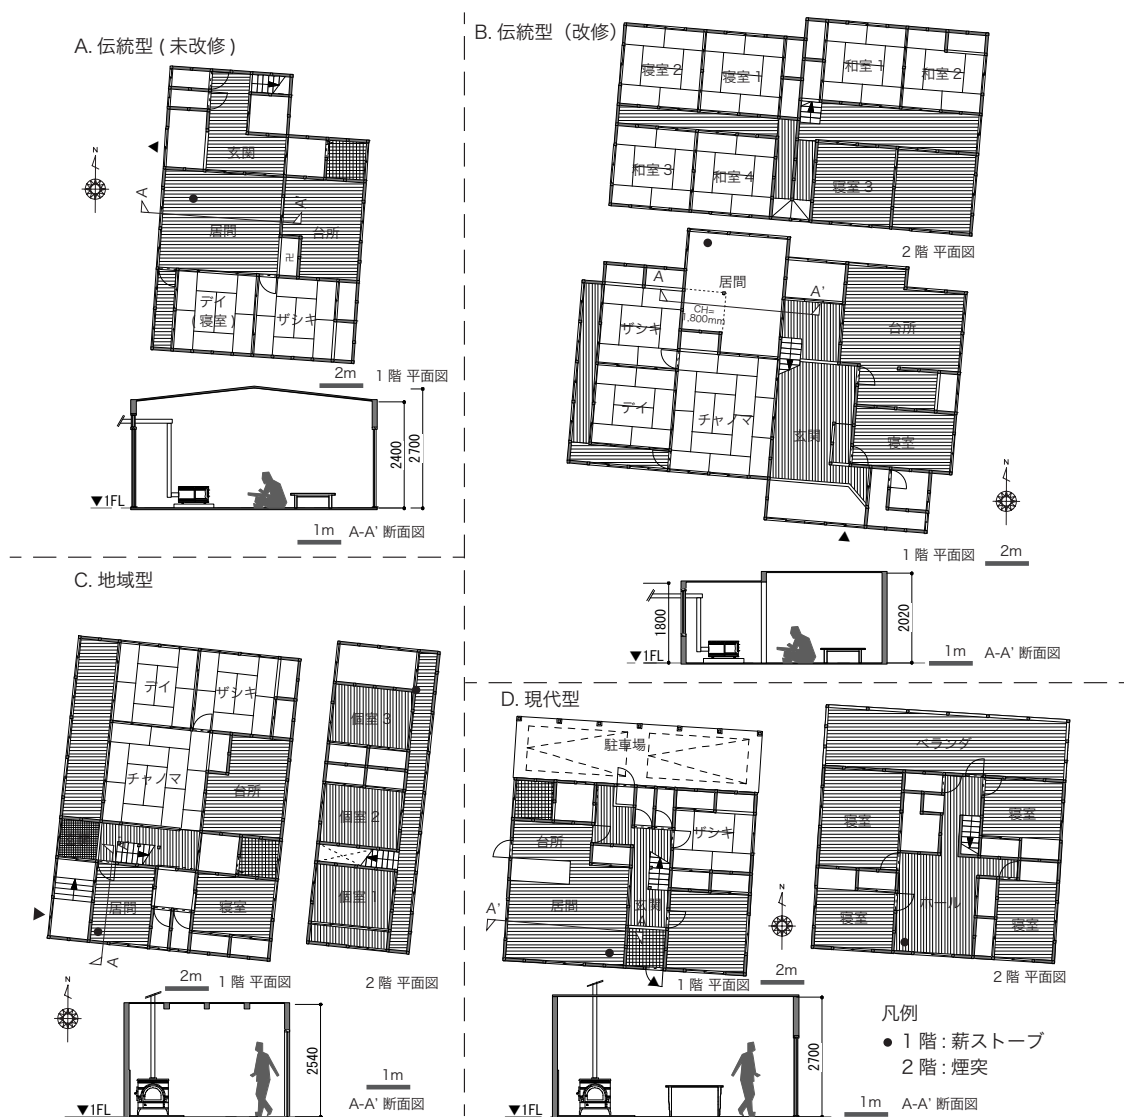 A. 伝統型 ( 未改修 )
N
玄関
A
A'
居間
台所
卍
デイ
( 寝室 )
ザシキ
2m
1 階 平面図
2400
2700
▼1FL
1m
A-A' 断面図
B. 伝統型（改修）
寝室 2
寝室 1
和室 1
和室 2
和室 3
和室 4
寝室 3
2 階 平面図
A
居間
A'
CH=
1,800mm
ザシキ
台所
デイ
チャノマ
玄関
寝室
N
1 階 平面図
2m
1800
2020
▼1FL
1m
A-A' 断面図
C. 地域型
デイ
ザシキ
チャノマ
台所
居間
寝室
A
N
2m
1 階 平面図
個室 3
個室 2
個室 1
2 階 平面図
2540
▼1FL
1m
A-A' 断面図
D. 現代型
駐車場
台所
ザシキ
居間
玄関
A'
A
N
1 階 平面図
2m
ベランダ
寝室
寝室
ホール
寝室
寝室
2 階 平面図
2700
▼1FL
1m
A-A' 断面図
凡例
● 1 階 : 薪ストーブ
2 階 : 煙突